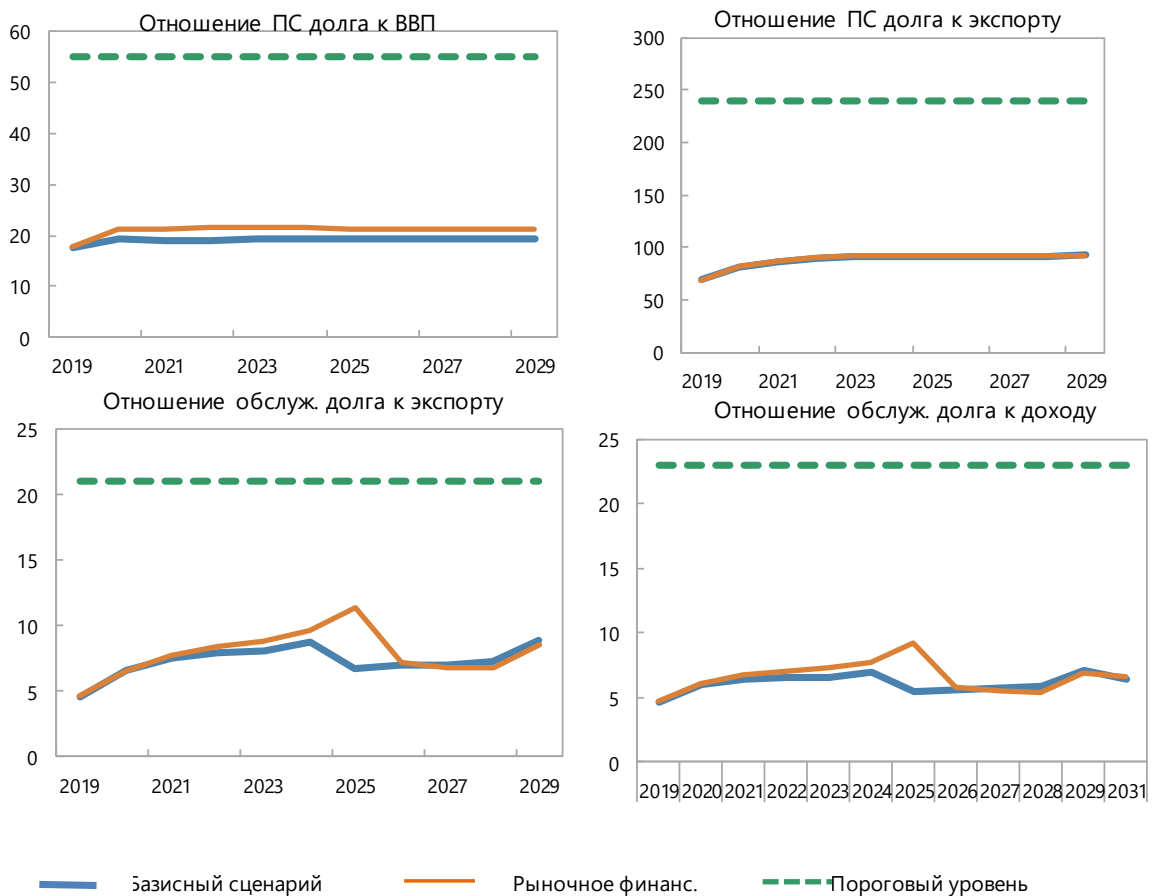 Отношение ПС долга к ВВП
60
50
40
30
20
10
0
2019 2021 2023 2025 2027 2029
Отношение ПС долга к экспорту
300
250
200
150
100
50
0
2019 2021 2023 2025 2027 2029
Отношение обслуж. долга к экспорту
25
20
15
10
5
0
2019 2021 2023 2025 2027 2029
Отношение обслуж. долга к доходу
25
20
15
10
5
0
2019 2020 2021 2022 2023 2024 2025 2026 2027 2028 2029 2031
Базисный сценарий Рыночное финанс. Пороговый уровень